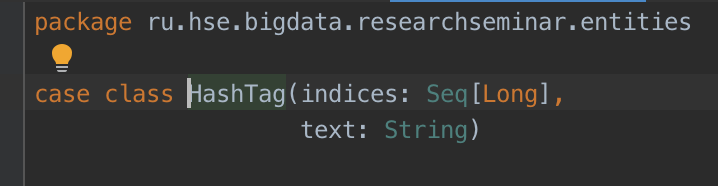 package ru.hse.bigdata.researchseminar.entities
case class HashTag(indices: Seq[Long],
text: String)